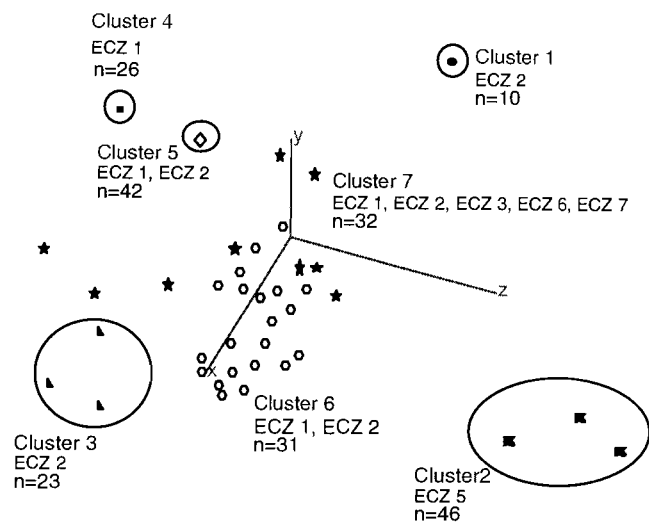 Cluster 4
ECZ 1
n=26
Cluster 1
ECZ 2
n=10
Cluster 5
ECZ 1, ECZ 2
n=42
y
Cluster 7
ECZ 1, ECZ 2, ECZ 3, ECZ 6, ECZ 7
n=32
z
x
Cluster 6
ECZ 1, ECZ 2
n=31
Cluster 3
ECZ 2
n=23
Cluster2
ECZ 5
n=46